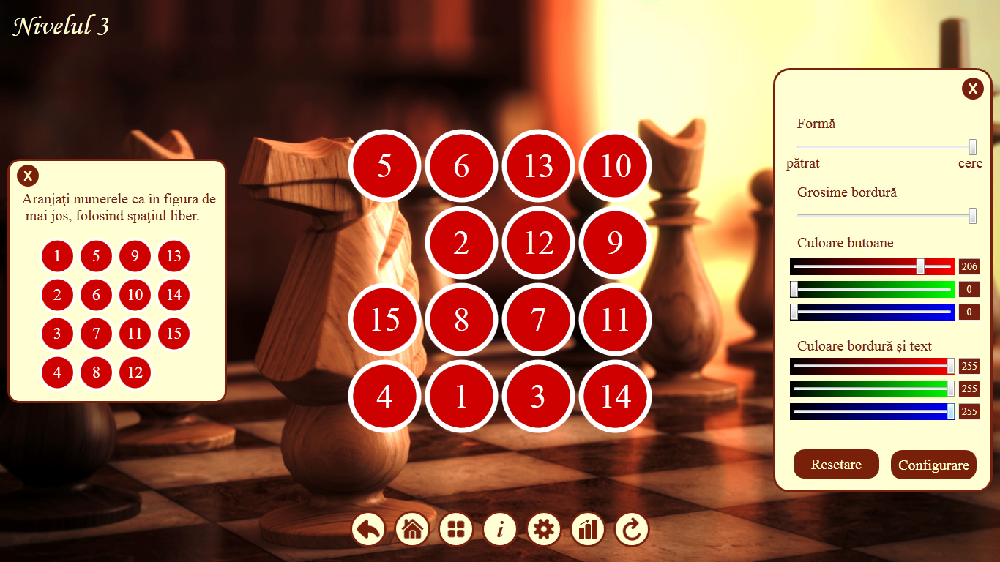 Nivelul 3
X
Aranjaţi numerele ca în figura de
mai jos, folosind spaţiul liber.
1 5 9 13
2 6 10 14
3 7 11 15
4 8 12
5 6 13 10
2 12 9
15 8 7 11
4 1 3 14
X
Formă
pătrat cerc
Grosime bordură
Culoare butoane
206
0
0
Culoare bordură şi text
255
255
255
Resetare Configurare
i